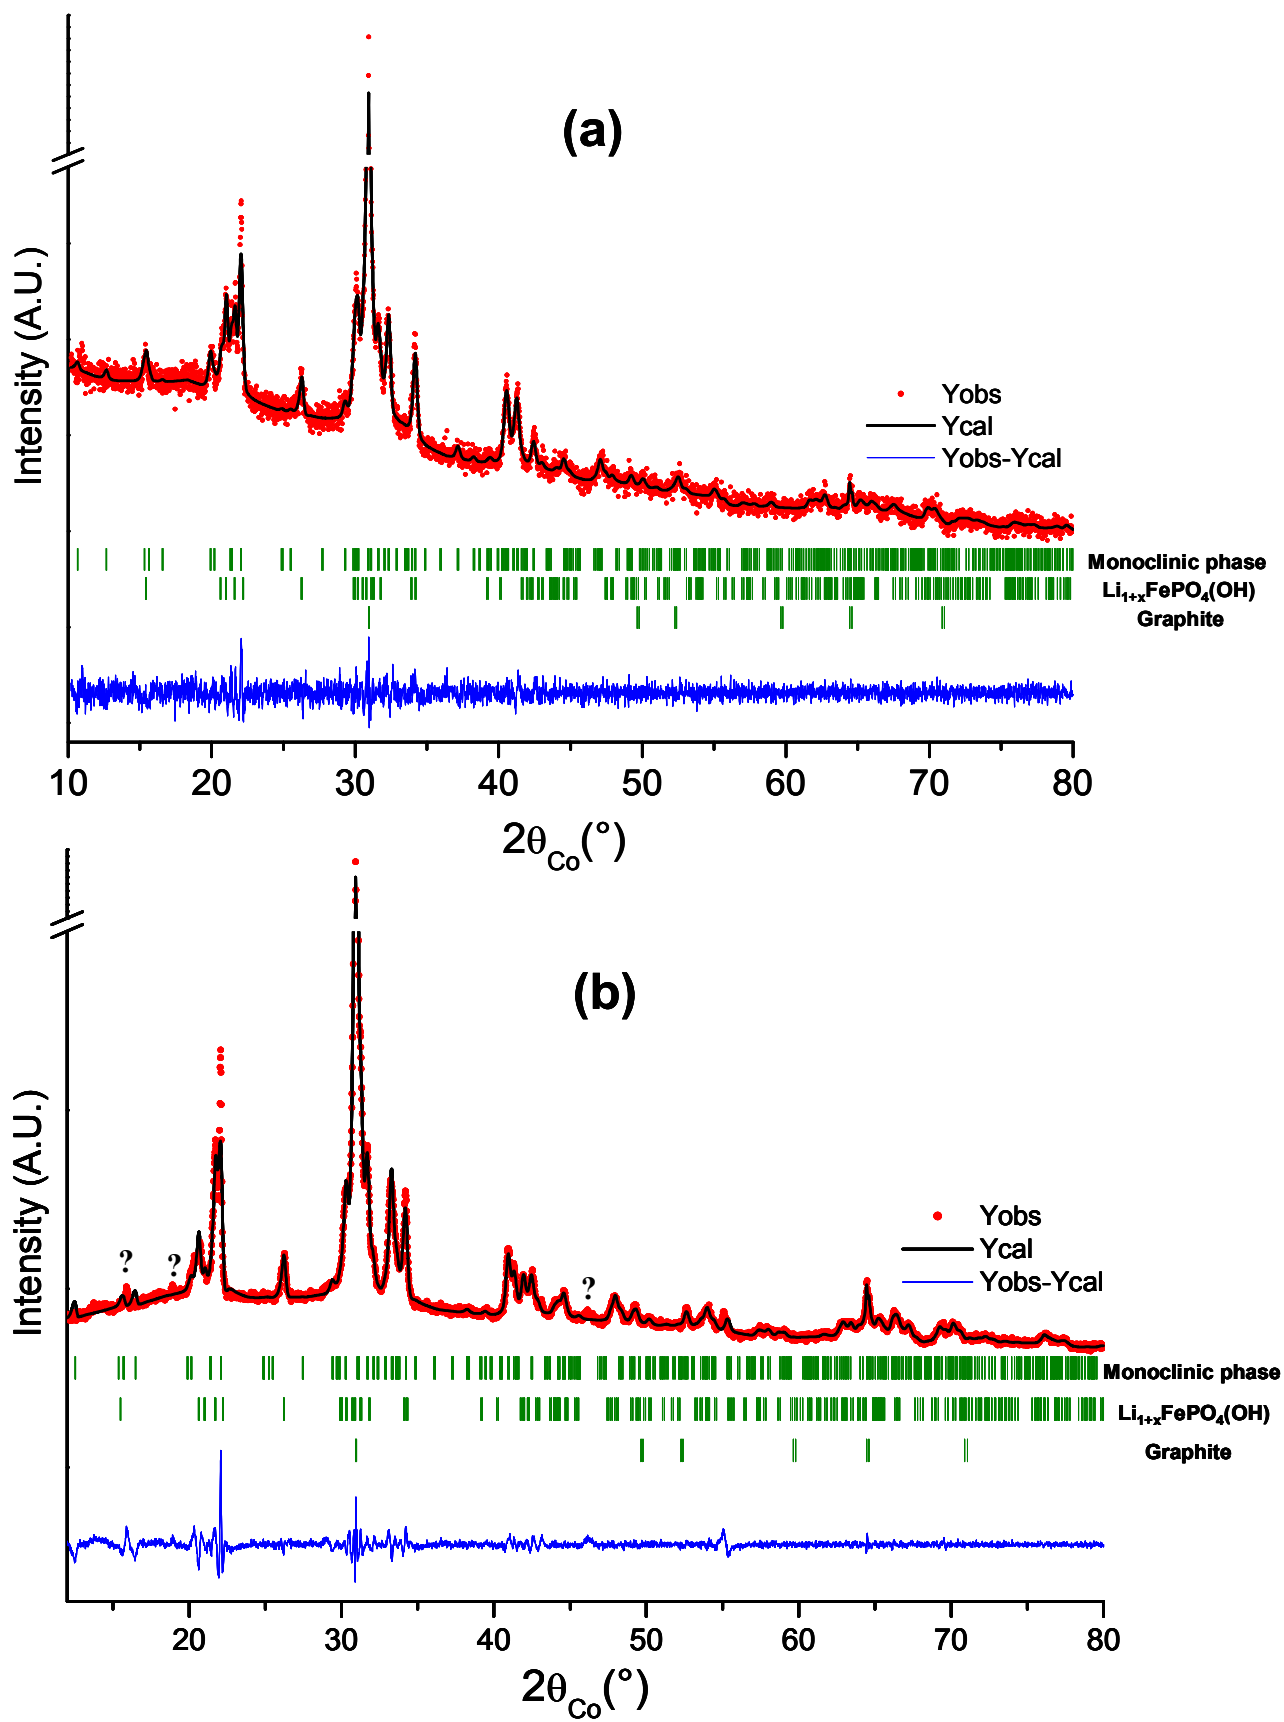 (a)
Intensity (A.U.)
Yobs
Ycal
Yobs-Ycal
Monoclinic phase
Li₁₊ₓFePO₄(OH)
Graphite
10 20 30 40 50 60 70 80
2θCo(°)
(b)
Intensity (A.U.)
? ? ?
Yobs
Ycal
Yobs-Ycal
Monoclinic phase
Li₁₊ₓFePO₄(OH)
Graphite
20 30 40 50 60 70 80
2θCo(°)